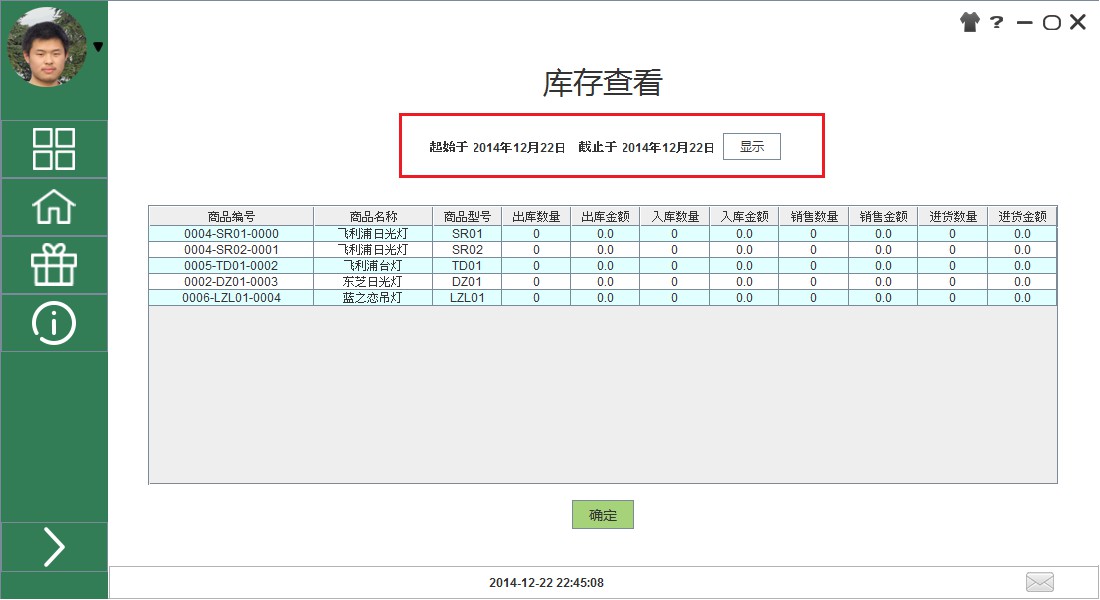 ?
库存查看
起始于 2014年12月22日 截止于 2014年12月22日 显示
商品编号 商品名称 商品型号 出库数量 出库金额 入库数量 入库金额 销售数量 销售金额 进货数量 进货金额
0004-SR01-0000 飞利浦日光灯 SR01 0 0.0 0 0.0 0 0.0 0 0.0
0004-SR02-0001 飞利浦日光灯 SR02 0 0.0 0 0.0 0 0.0 0 0.0
0005-TD01-0002 飞利浦台灯 TD01 0 0.0 0 0.0 0 0.0 0 0.0
0002-DZ01-0003 东芝日光灯 DZ01 0 0.0 0 0.0 0 0.0 0 0.0
0006-LZL01-0004 蓝之恋吊灯 LZL01 0 0.0 0 0.0 0 0.0 0 0.0
确定
2014-12-22 22:45:08